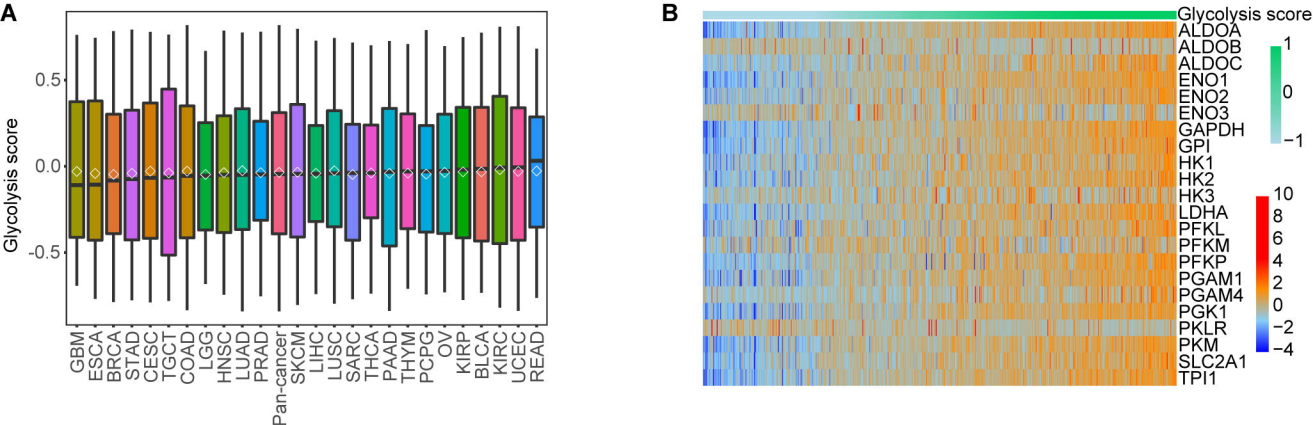 A
Glycolysis score
0.5
0.0
-0.5
GBM
ESCA
BRCA
STAD
CESC
TGCT
COAD
LGG
HNSC
LUAD
PRAD
Pan-cancer
SKCM
LIHC
LUSC
SARC
THCA
PAAD
THYM
PCPG
OV
KIRP
BLCA
KIRC
UCEC
READ
B
Glycolysis score
ALDOA
ALDOB
ALDOC
ENO1
ENO2
ENO3
GAPDH
GPI
HK1
HK2
HK3
LDHA
PFKL
PFKM
PFKP
PGAM1
PGAM4
PGK1
PKLR
PKM
SLC2A1
TPI1
1
0
−1
10
8
6
4
2
0
−2
−4